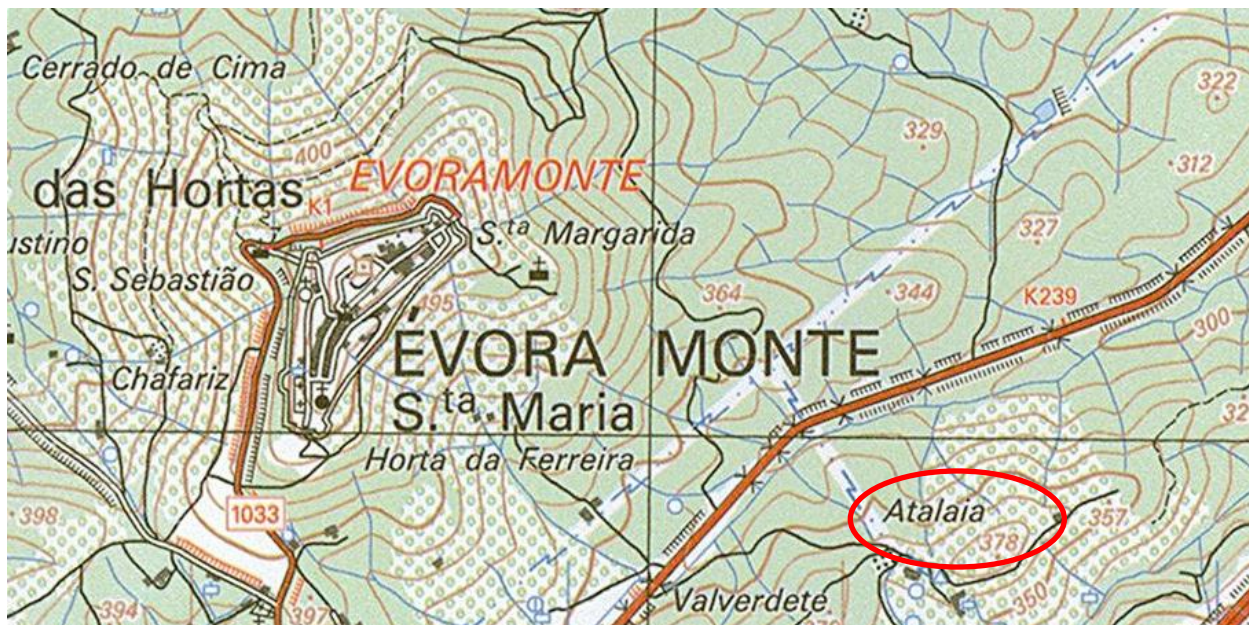 Cerrado de Cima
322
329
400
312
das Hortas
EVORAMONTE
K1
S.ta Margarida
ustino
327
S. Sebastião
495
364
344
K239
300
EVORA MONTE
Chafariz
S.ta Maria
Horta da Ferreira
1033
398
Atalaia
357
378
394
397
Valverdete
350